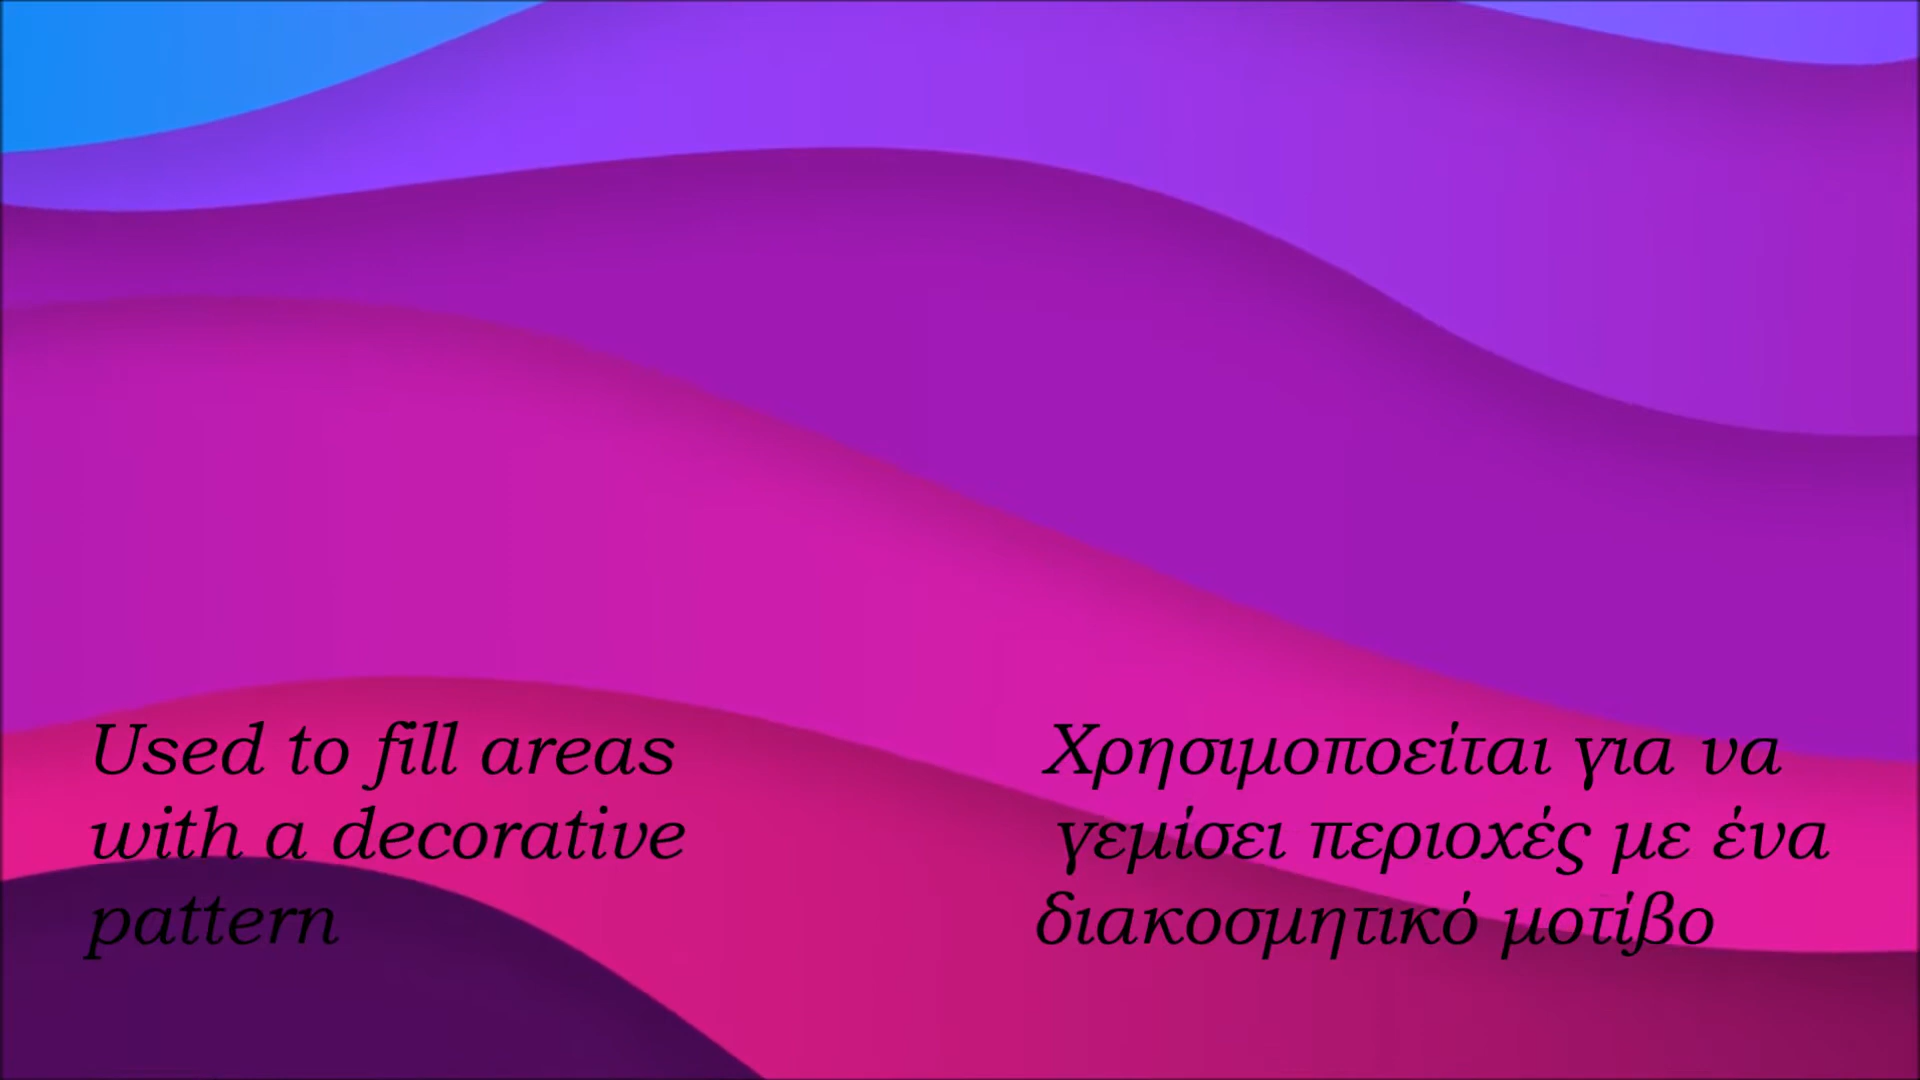 Used to fill areas
with a decorative
pattern
Χρησιμοποείται για να
γεμίσει περιοχές με ένα
διακοσμητικό μοτίβο